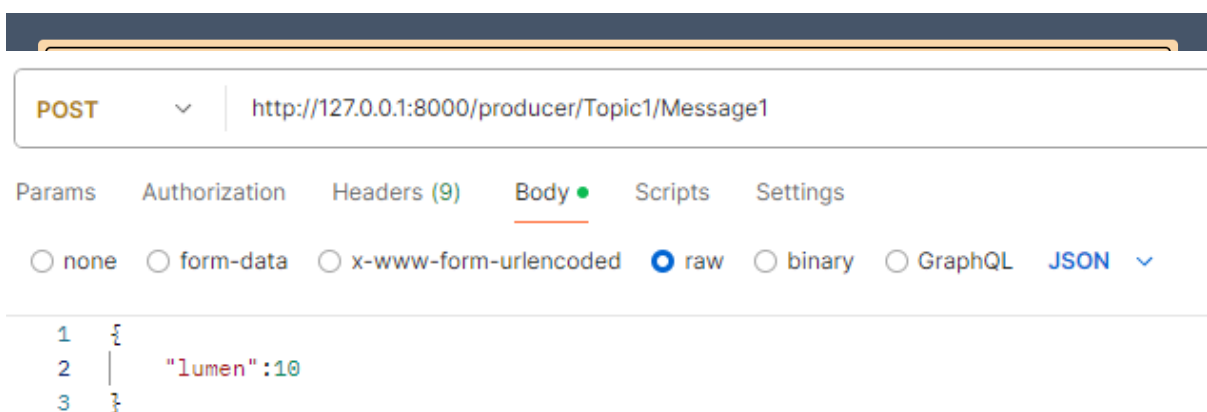 POST http://127.0.0.1:8000/producer/Topic1/Message1
Params Authorization Headers (9) Body Scripts Settings
none form-data x-www-form-urlencoded raw binary GraphQL JSON
1 {
2 "lumen":10
3 }